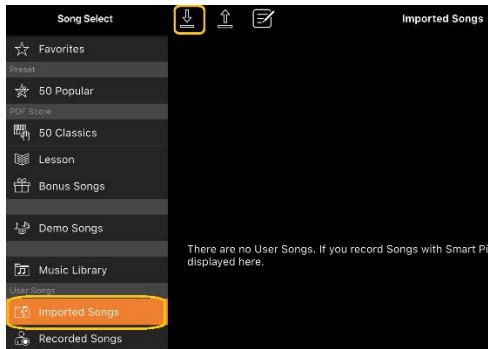 Song Select
Imported Songs
Favorites
Preset
50 Popular
PDF Score
50 Classics
Lesson
Bonus Songs
Demo Songs
There are no User Songs. If you record Songs with Smart Pi
displayed here.
Music Library
User Songs
Imported Songs
Recorded Songs